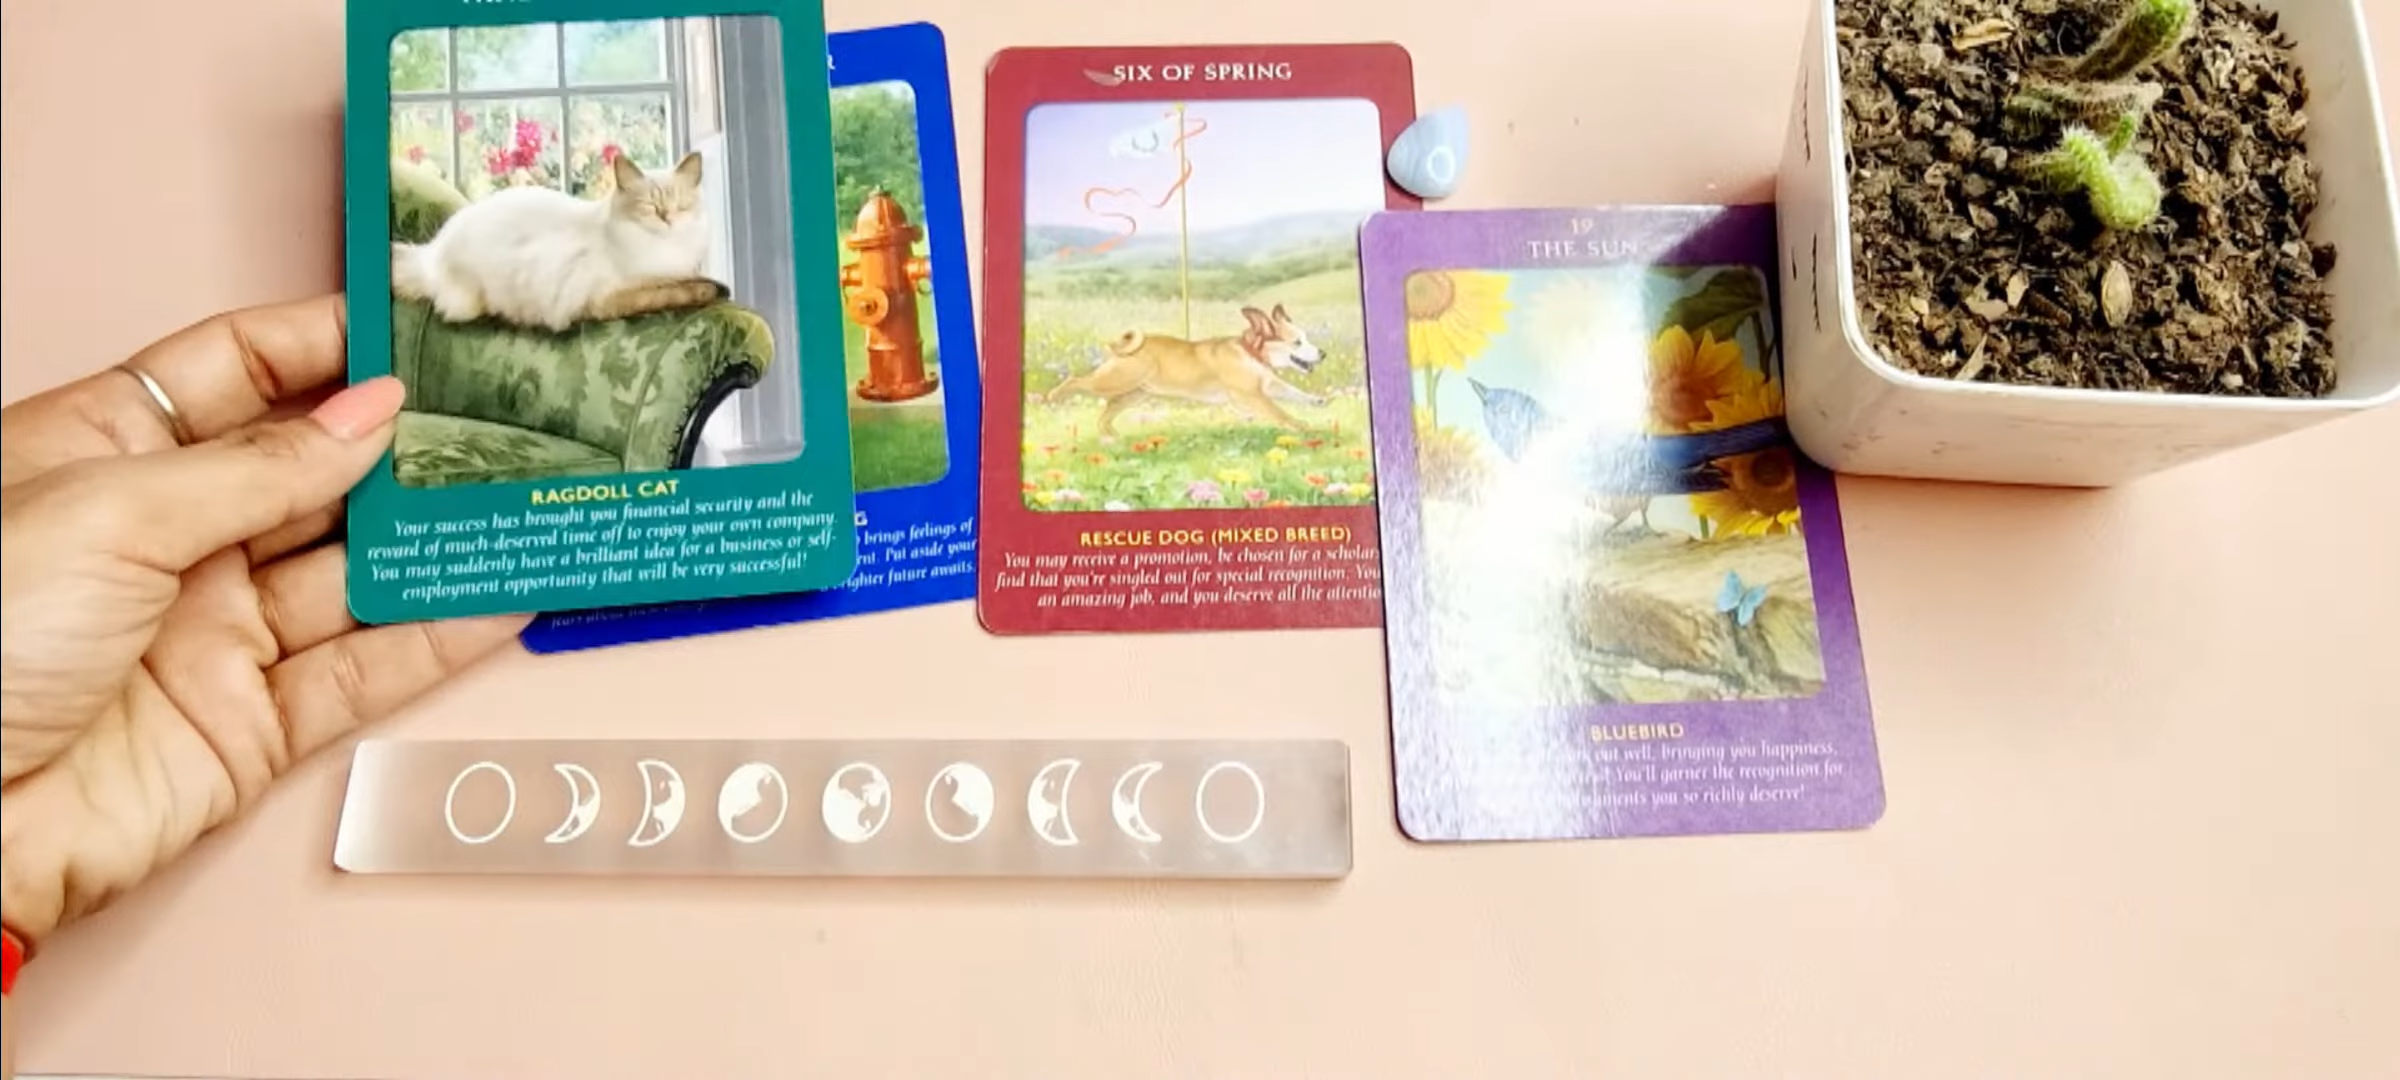 RAGDOLL CAT
Your success has brought you financial security and the
reward of much-deserved time off to enjoy your own company.
You may suddenly have a brilliant idea for a business or self-
employment opportunity that will be very successful!
brings feelings of
Put aside your
future awaits.
SIX OF SPRING
RESCUE DOG (MIXED BREED)
You may receive a promotion, be chosen for a
find that you're singled out for special recognition.
an amazing job, and you deserve all the
19
THE SUN
BLUEBIRD
out well, bringing you happiness,
You'll garner the recognition for
you so richly deserve!